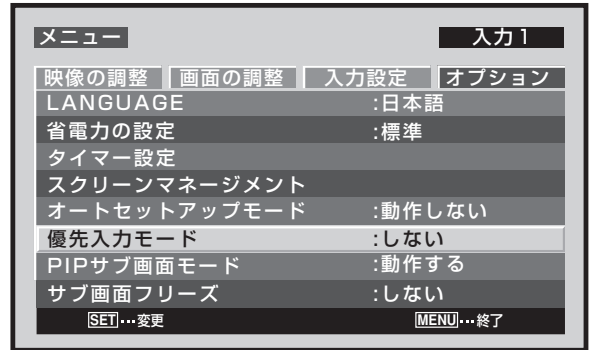 メニュー 入力1
映像の調整 画面の調整 入力設定 オプション
LANGUAGE :日本語
省電力の設定 :標準
タイマー設定
スクリーンマネージメント
オートセットアップモード :動作しない
優先入力モード :しない
PIPサブ画面モード :動作する
サブ画面フリーズ :しない
SET…変更 MENU…終了